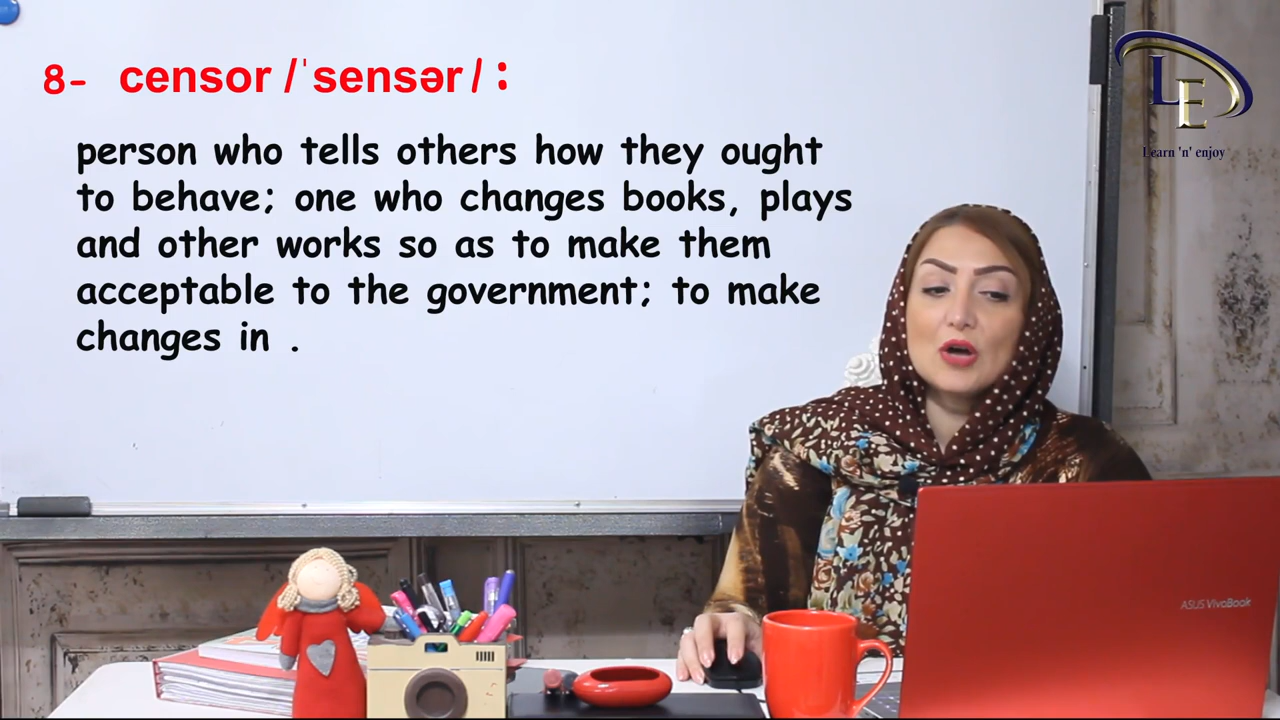 8- censor /ˈsensər/ :
person who tells others how they ought
to behave; one who changes books, plays
and other works so as to make them
acceptable to the government; to make
changes in .
LE
Learn 'n' enjoy
ASUS VivoBook